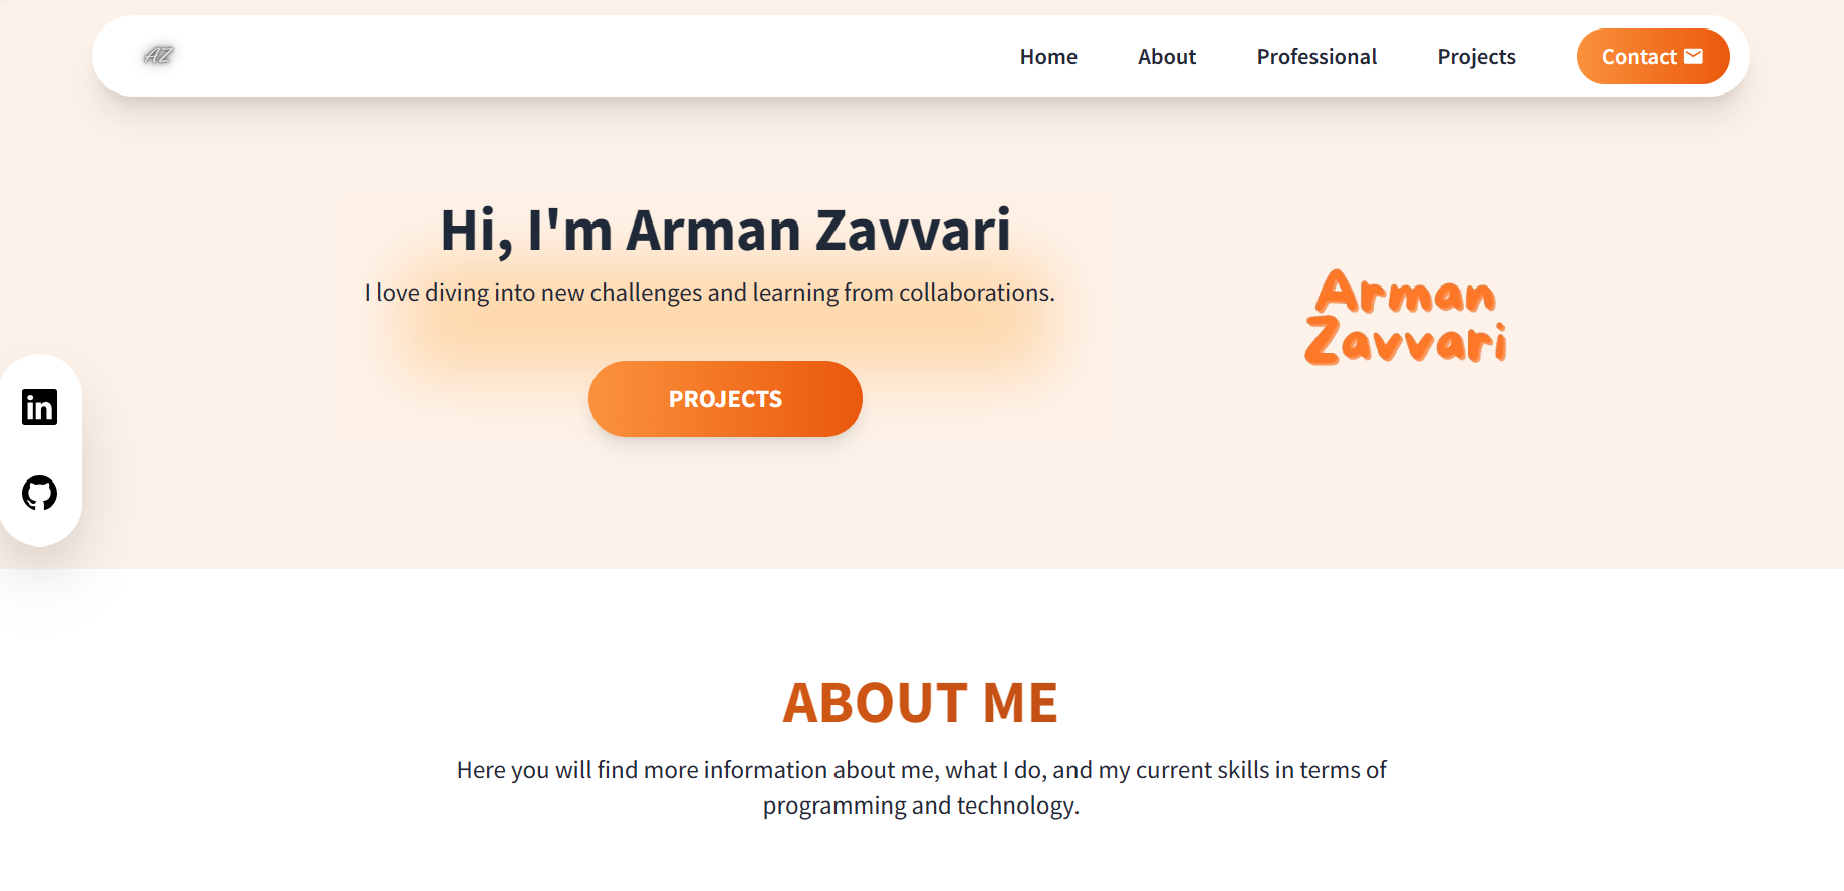 AZ
Home About Professional Projects Contact
Hi, I'm Arman Zavvari
I love diving into new challenges and learning from collaborations.
PROJECTS
Arman
Zavvari
in
ABOUT ME
Here you will find more information about me, what I do, and my current skills in terms of
programming and technology.